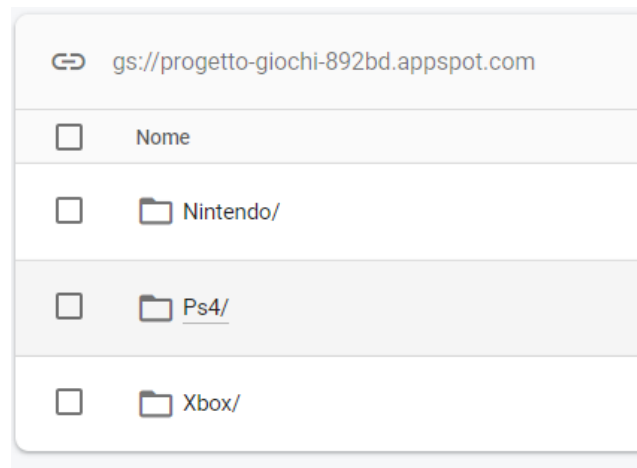 gs://progetto-giochi-892bd.appspot.com
Nome
Nintendo/
Ps4/
Xbox/